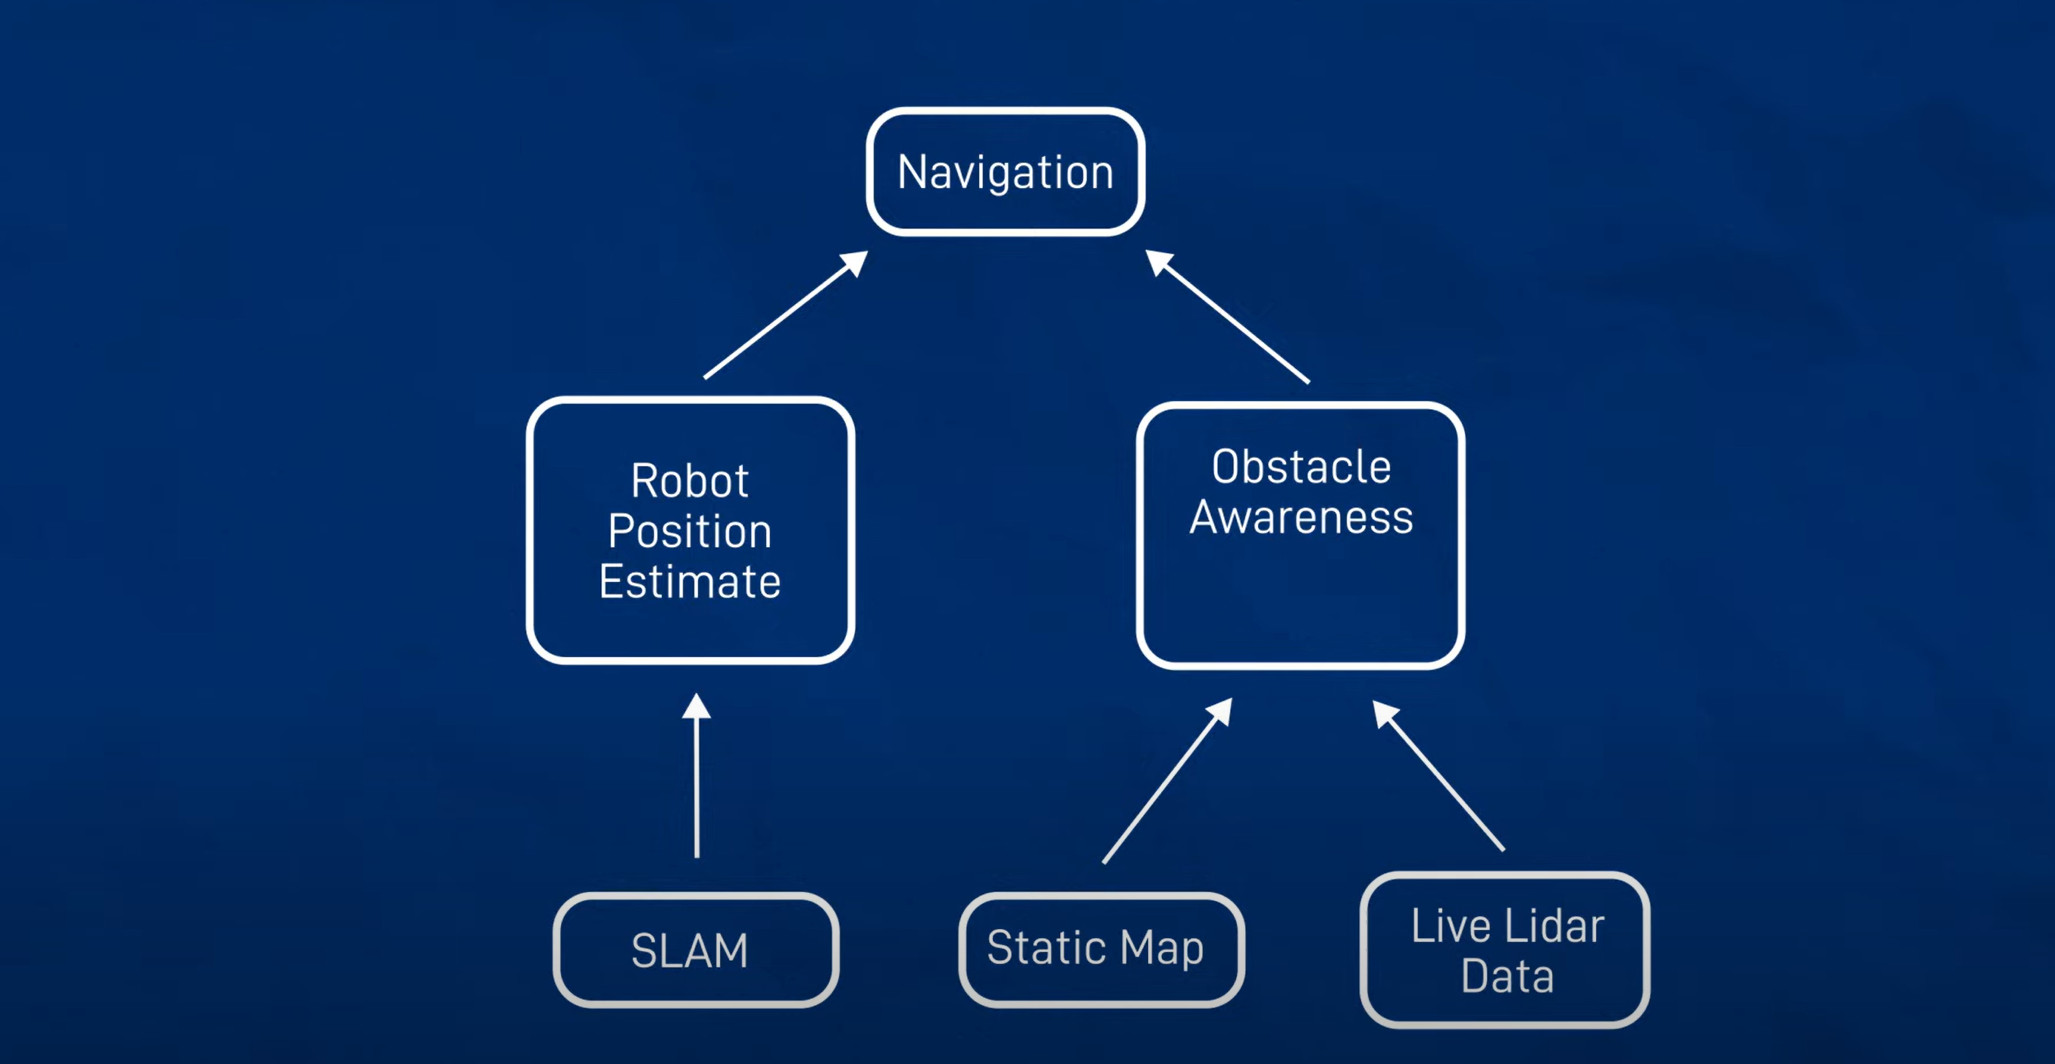 Navigation
Robot
Position
Estimate
Obstacle
Awareness
SLAM
Static Map
Live Lidar
Data